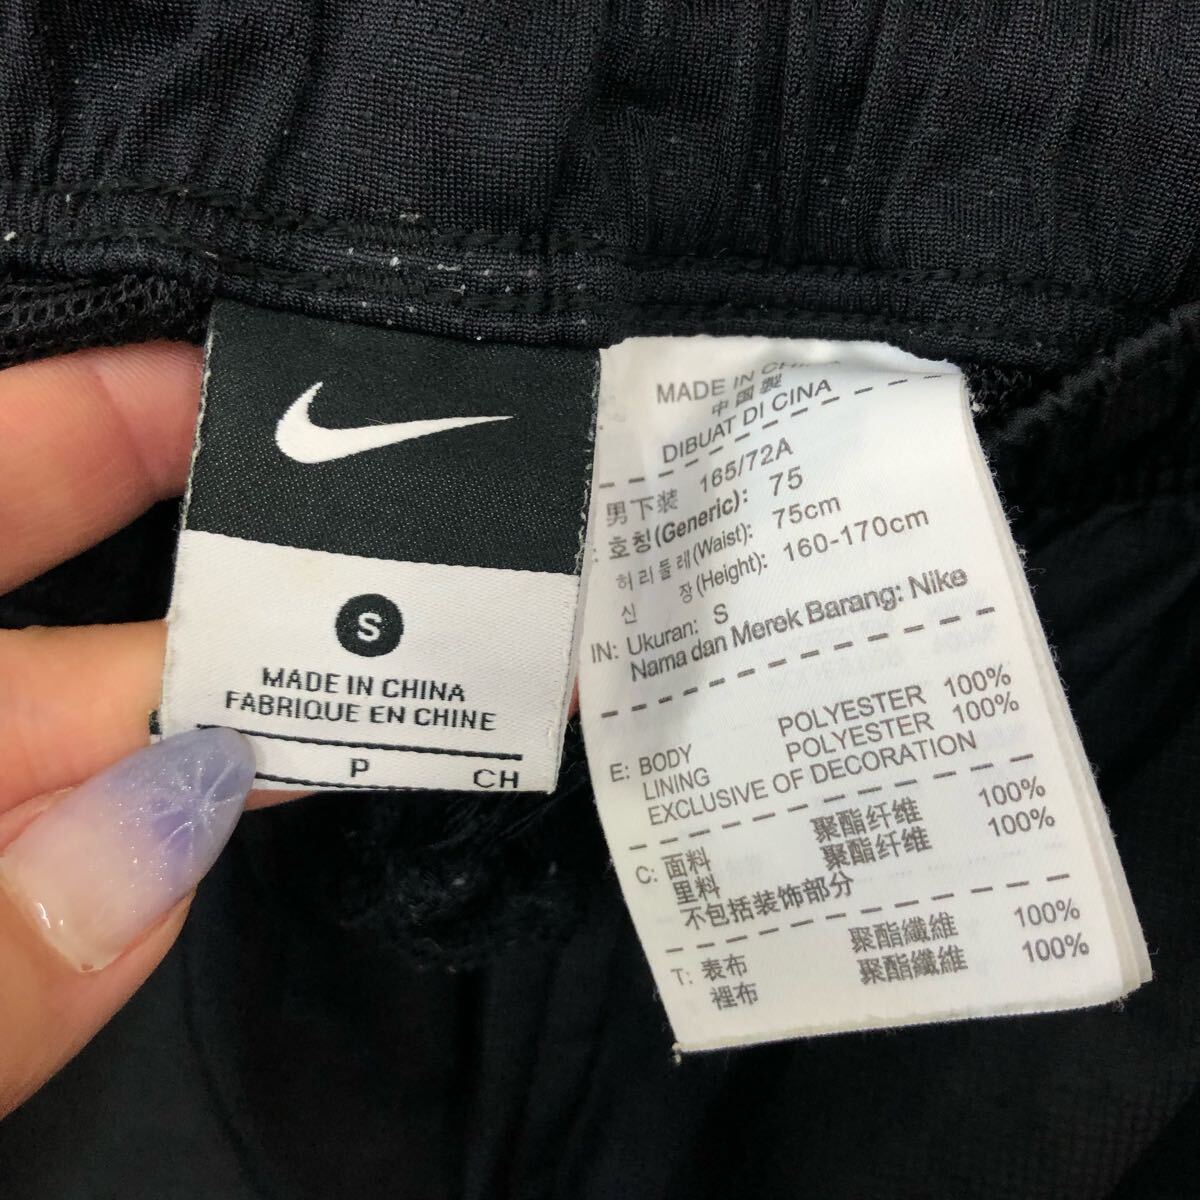 S
MADE IN CHINA
FABRIQUE EN CHINE
P CH
MADE IN CHINA
中国製
DIBUAT DI CINA
男下装 165/72A
: 호칭(Generic): 75
허리둘레(Waist): 75cm
신 장(Height): 160-170cm
IN: Ukuran: S
Nama dan Merek Barang: Nike
E: BODY POLYESTER 100%
LINING POLYESTER 100%
EXCLUSIVE OF DECORATION
C: 面料 聚酯纤维 100%
里料 聚酯纤维 100%
不包括装饰部分
T: 表布 聚酯纖維 100%
裡布 聚酯纖維 100%